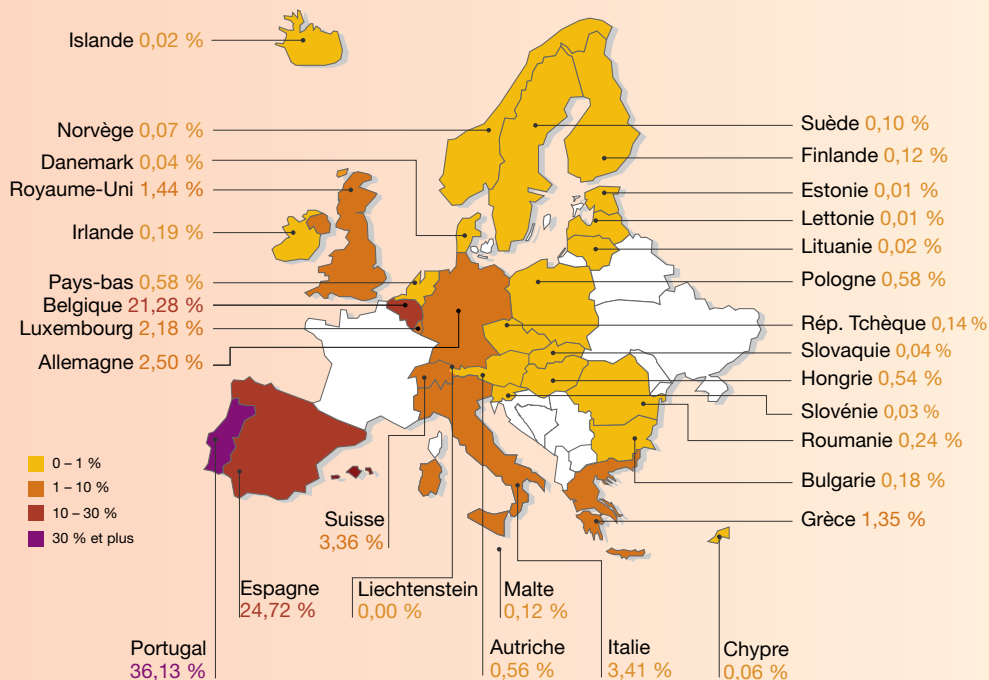 Islande 0,02 %
Norvège 0,07 %
Danemark 0,04 %
Royaume-Uni 1,44 %
Irlande 0,19 %
Pays-bas 0,58 %
Belgique 21,28 %
Luxembourg 2,18 %
Allemagne 2,50 %
Suède 0,10 %
Finlande 0,12 %
Estonie 0,01 %
Lettonie 0,01 %
Lituanie 0,02 %
Pologne 0,58 %
Rép. Tchèque 0,14 %
Slovaquie 0,04 %
Hongrie 0,54 %
Slovénie 0,03 %
Roumanie 0,24 %
Bulgarie 0,18 %
Grèce 1,35 %
0 – 1 %
1 – 10 %
10 – 30 %
30 % et plus
Suisse
3,36 %
Espagne
24,72 %
Liechtenstein
0,00 %
Malte
0,12 %
Portugal
36,13 %
Autriche
0,56 %
Italie
3,41 %
Chypre
0,06 %